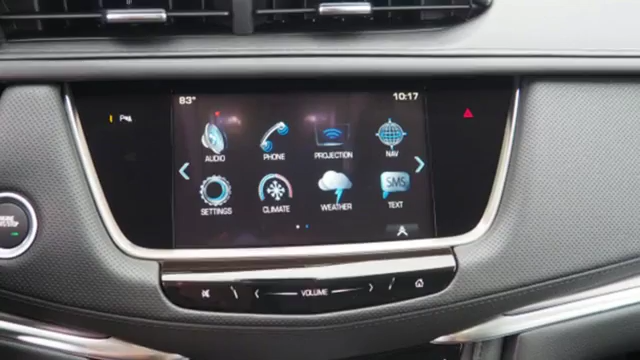 83° 10:17
AUDIO PHONE PROJECTION NAV
SMS
SETTINGS CLIMATE WEATHER TEXT
VOLUME